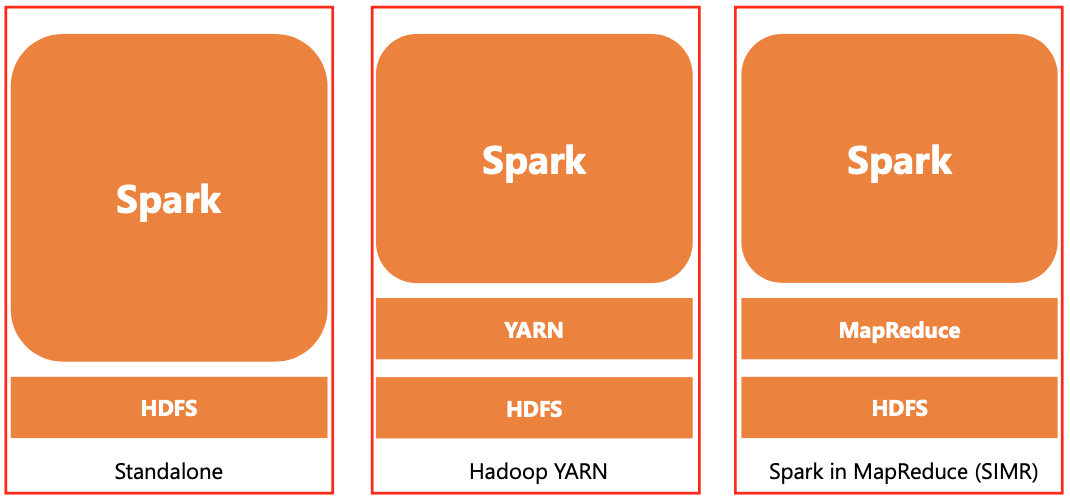 Spark
HDFS
Standalone
Spark
YARN
HDFS
Hadoop YARN
Spark
MapReduce
HDFS
Spark in MapReduce (SIMR)